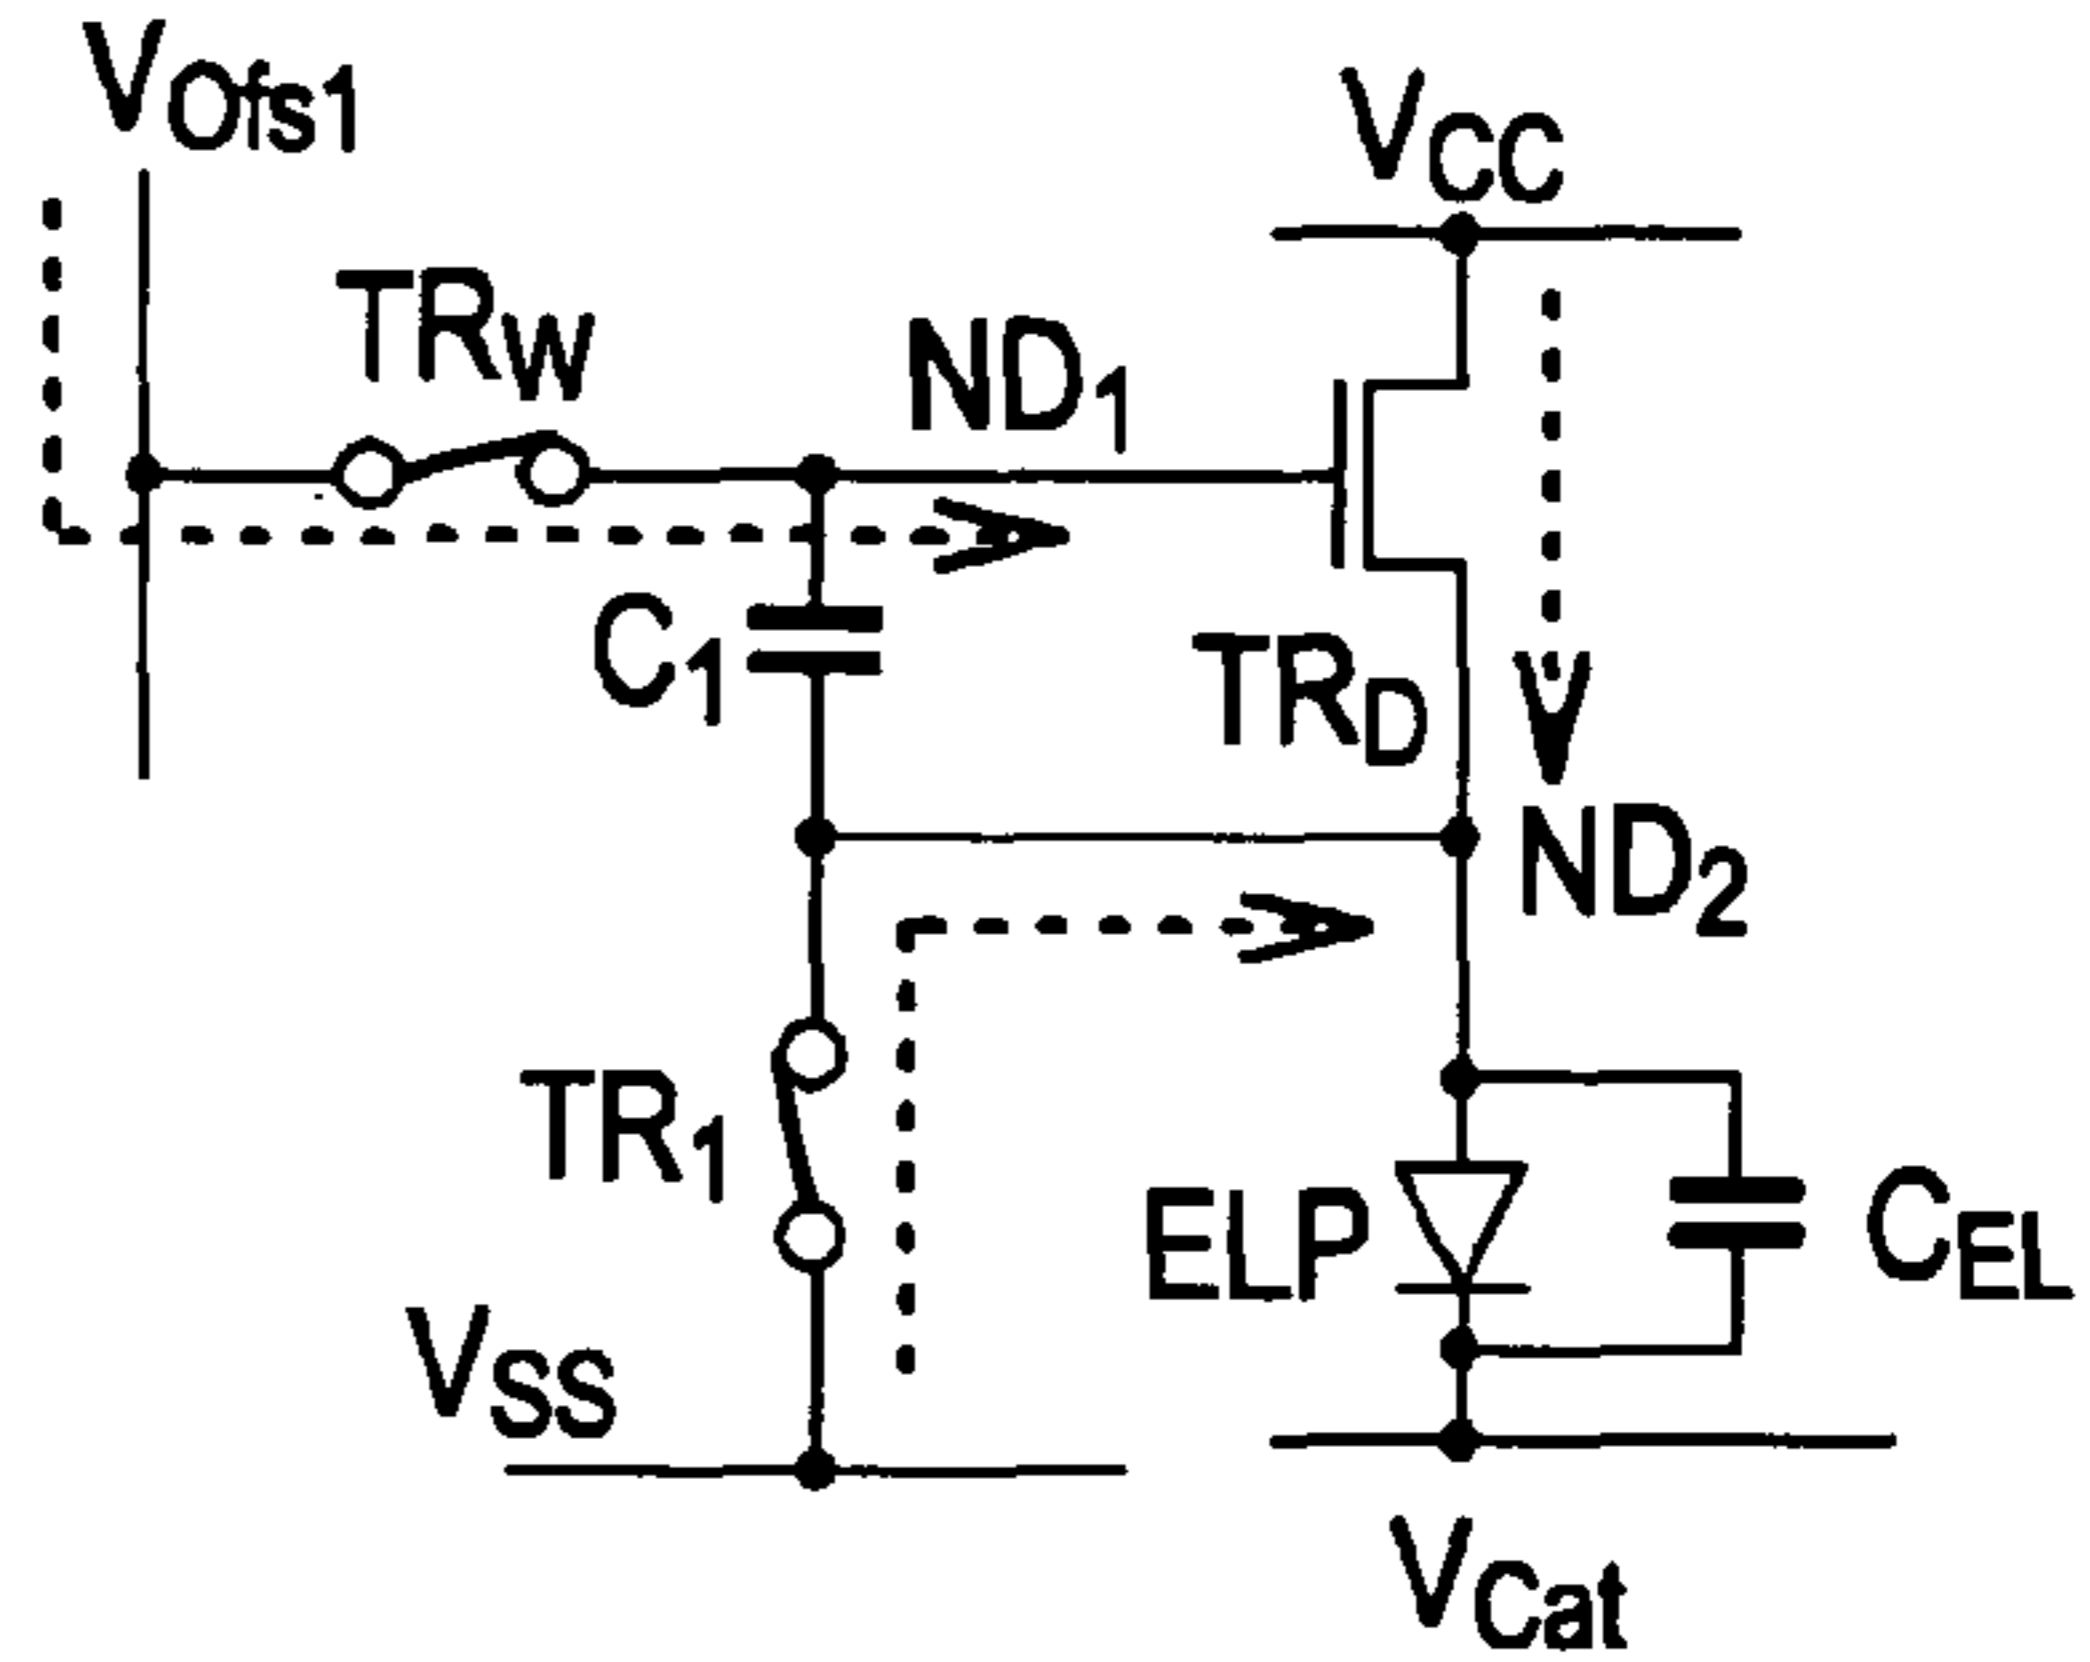 VOfs1
VCC
TRW
ND1
C1
TRD
ND2
TR1
ELP
CEL
VSS
VCat